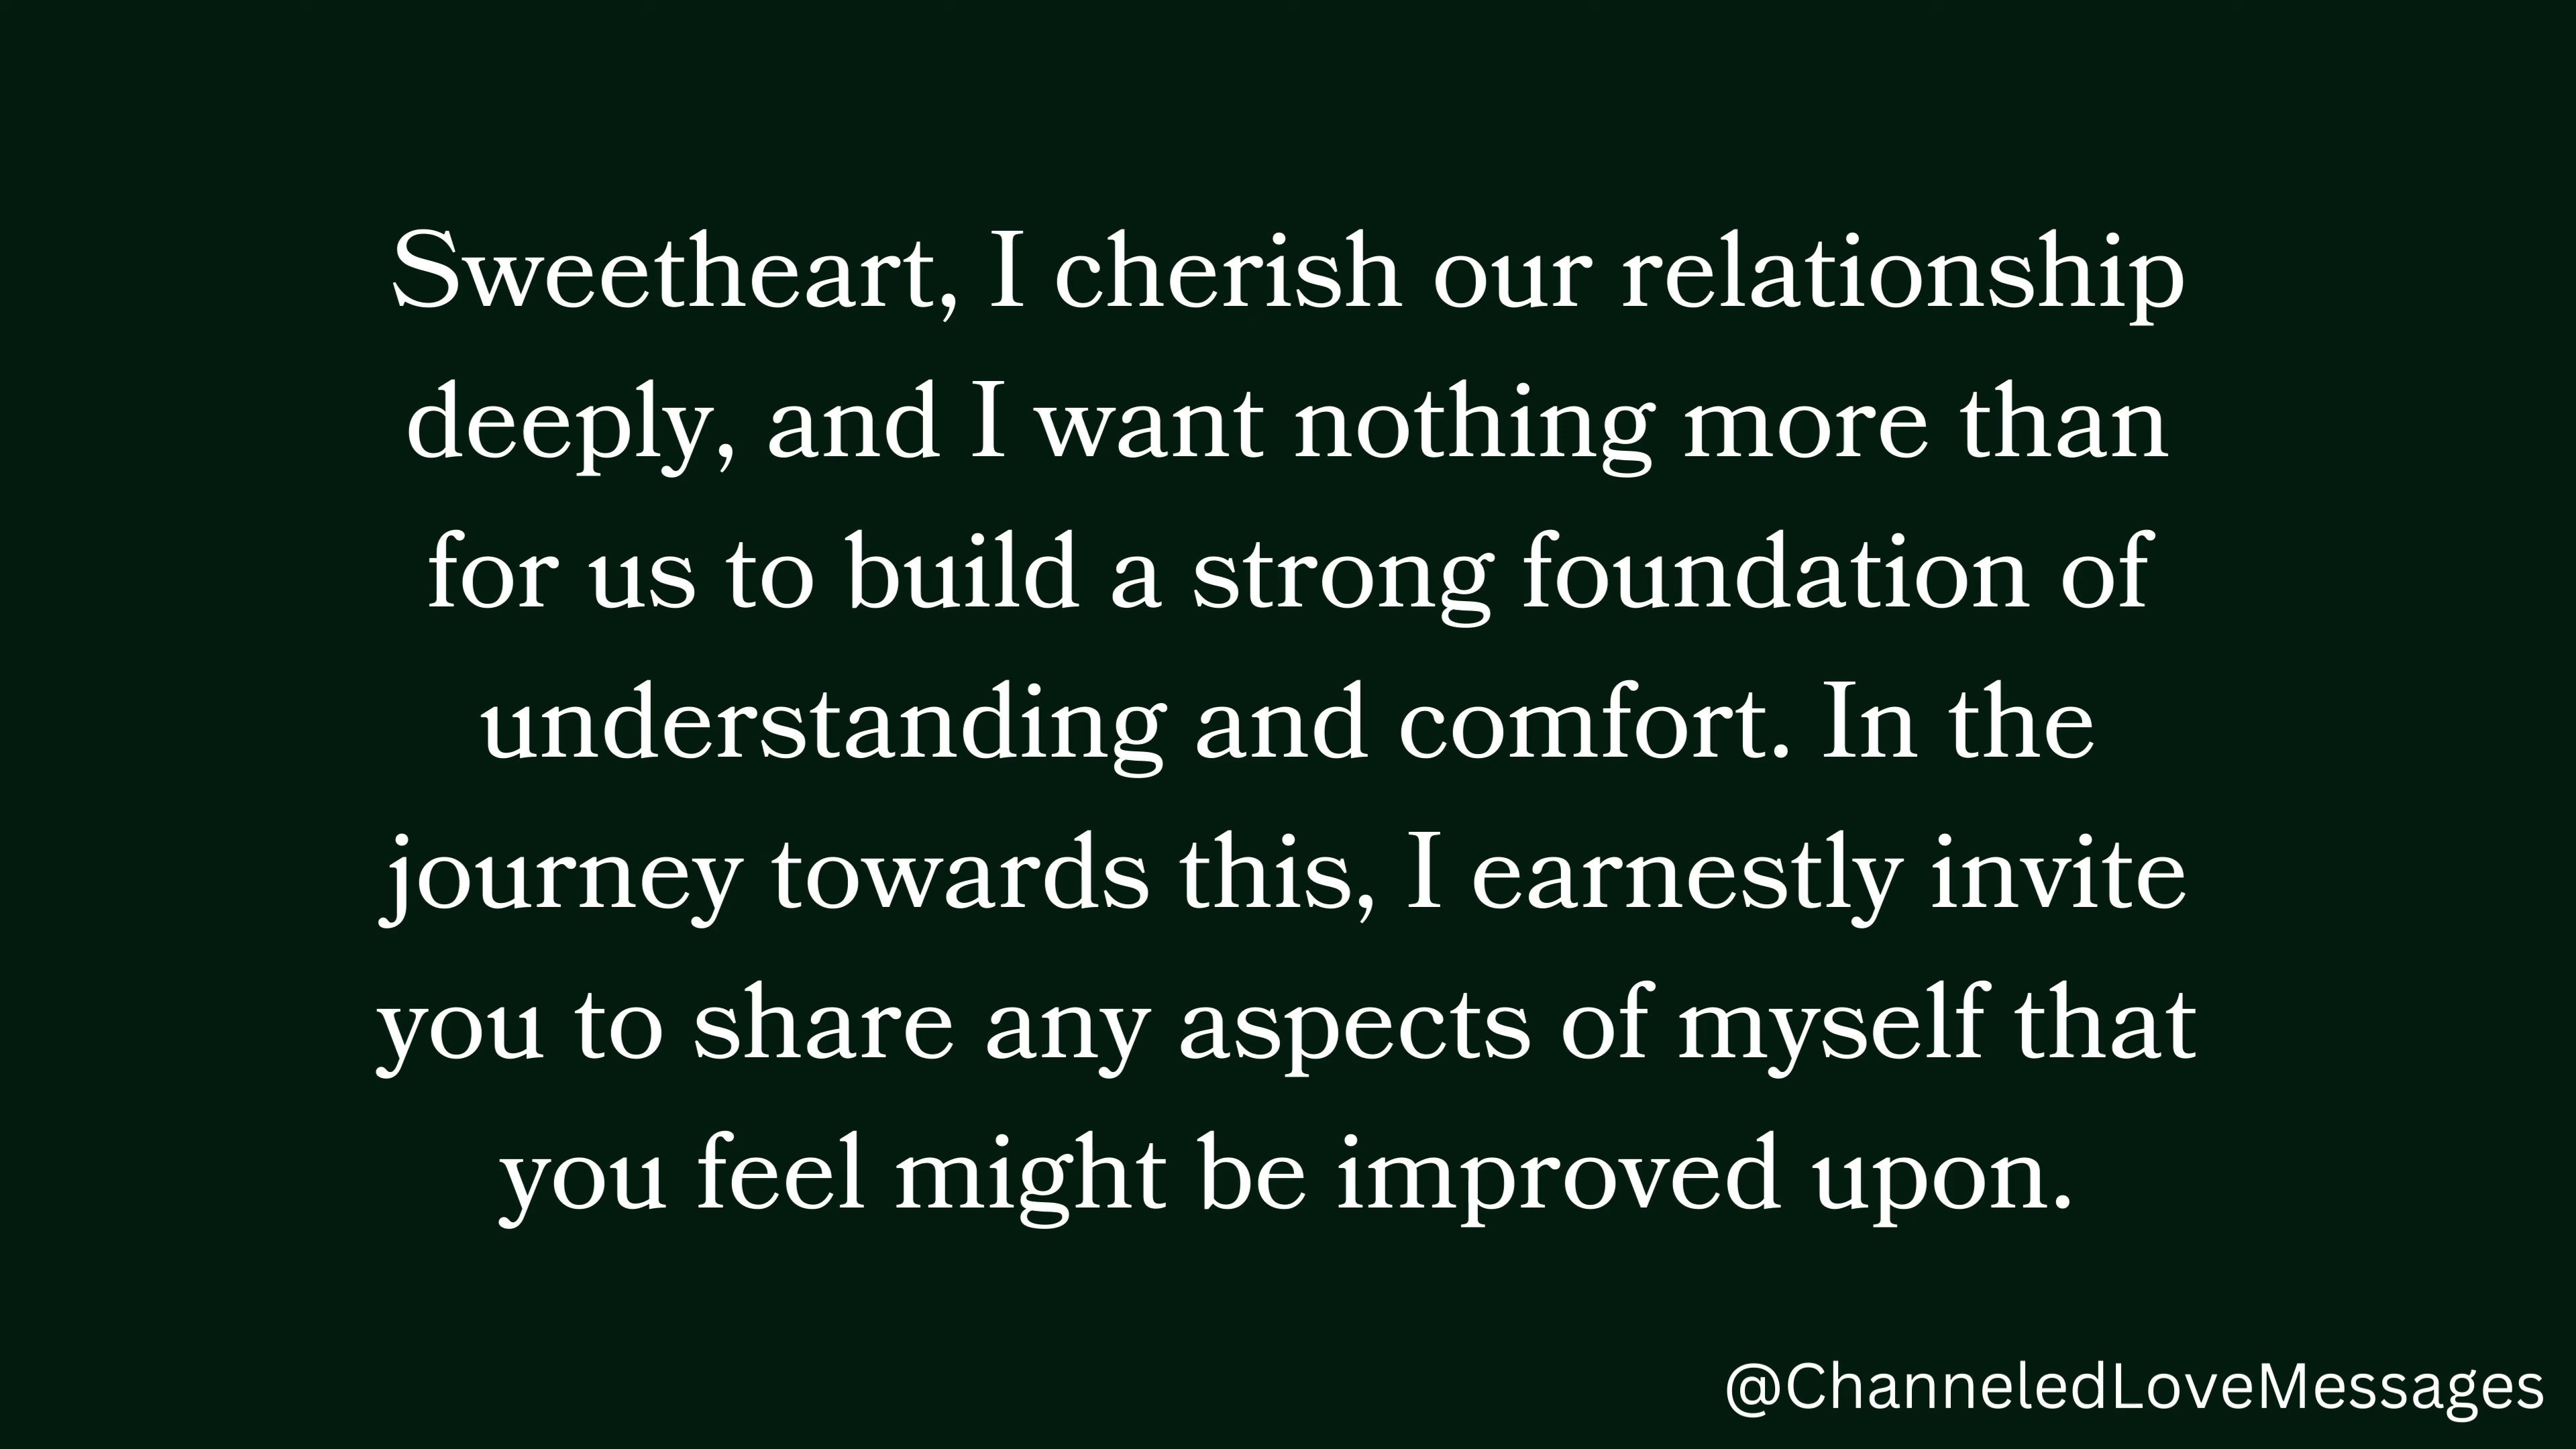 Sweetheart, I cherish our relationship
deeply, and I want nothing more than
for us to build a strong foundation of
understanding and comfort. In the
journey towards this, I earnestly invite
you to share any aspects of myself that
you feel might be improved upon.
@ChanneledLoveMessages